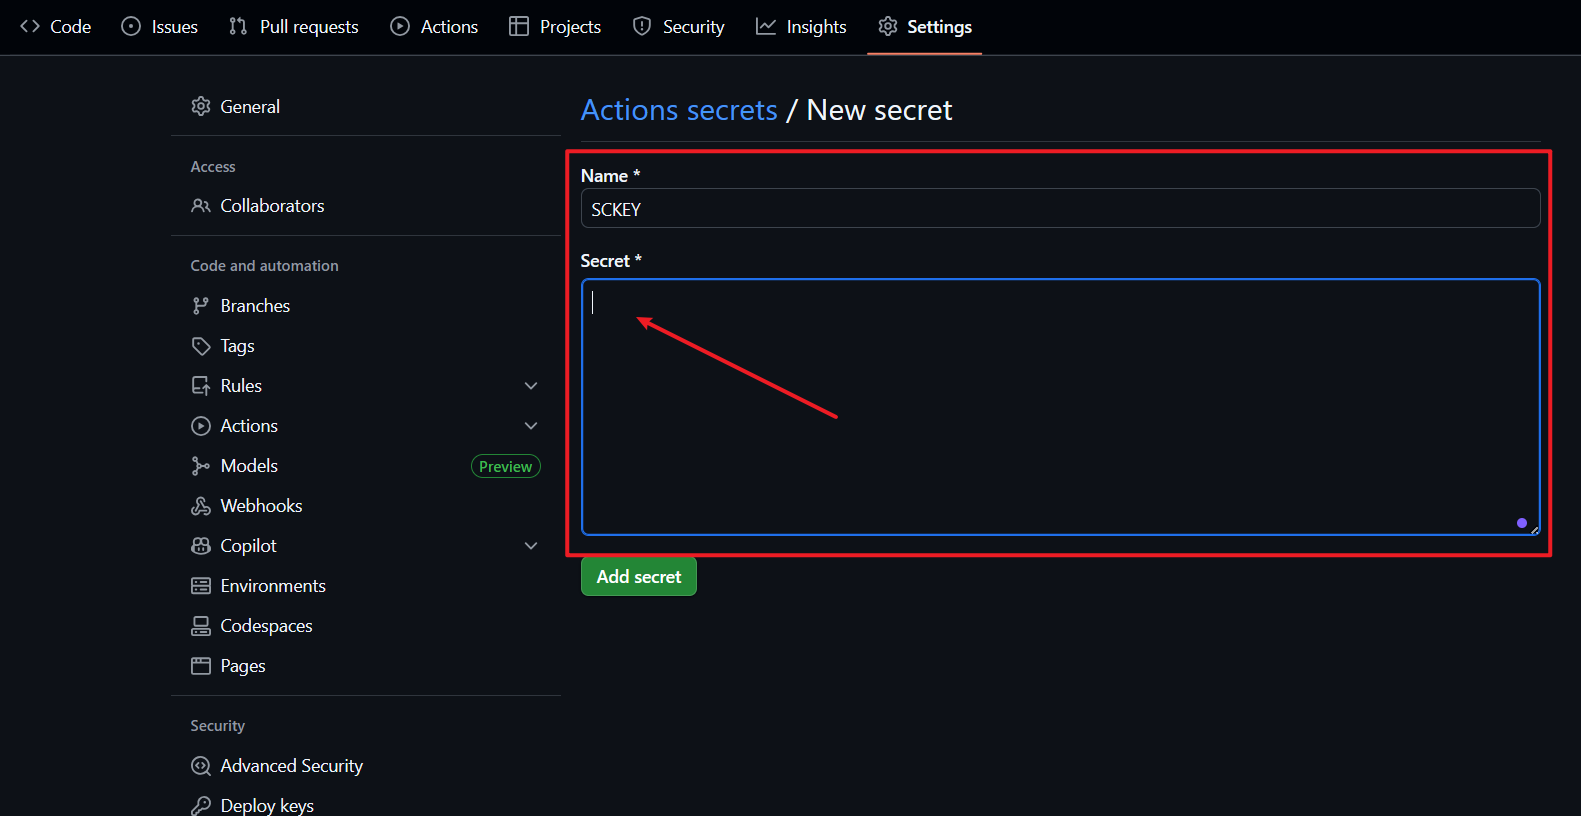 Code Issues Pull requests Actions Projects Security Insights Settings
General
Access
Collaborators
Code and automation
Branches
Tags
Rules
Actions
Models Preview
Webhooks
Copilot
Environments
Codespaces
Pages
Security
Advanced Security
Deploy keys
Actions secrets / New secret
Name *
SCKEY
Secret *
Add secret